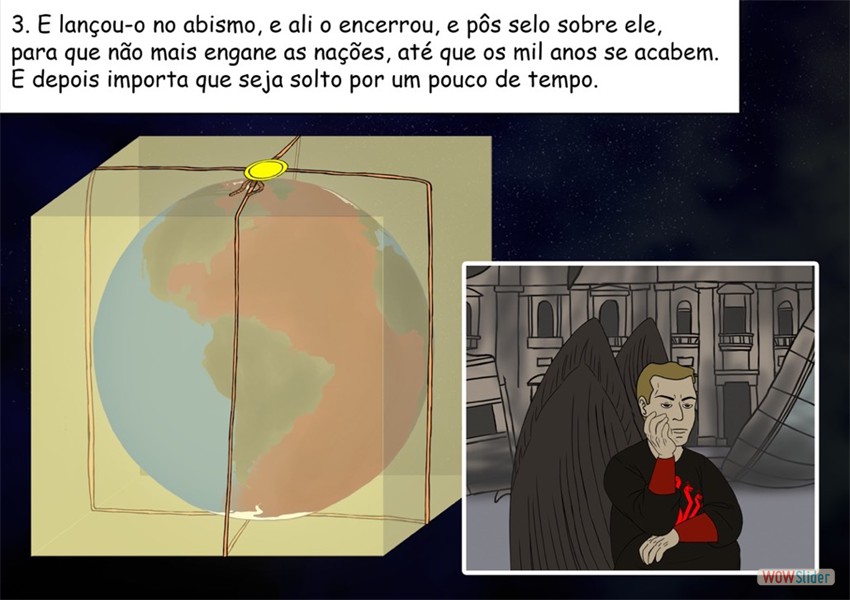 3. E lançou-o no abismo, e ali o encerrou, e pôs selo sobre ele,
para que não mais engane as nações, até que os mil anos se acabem.
E depois importa que seja solto por um pouco de tempo.
WOWSlider